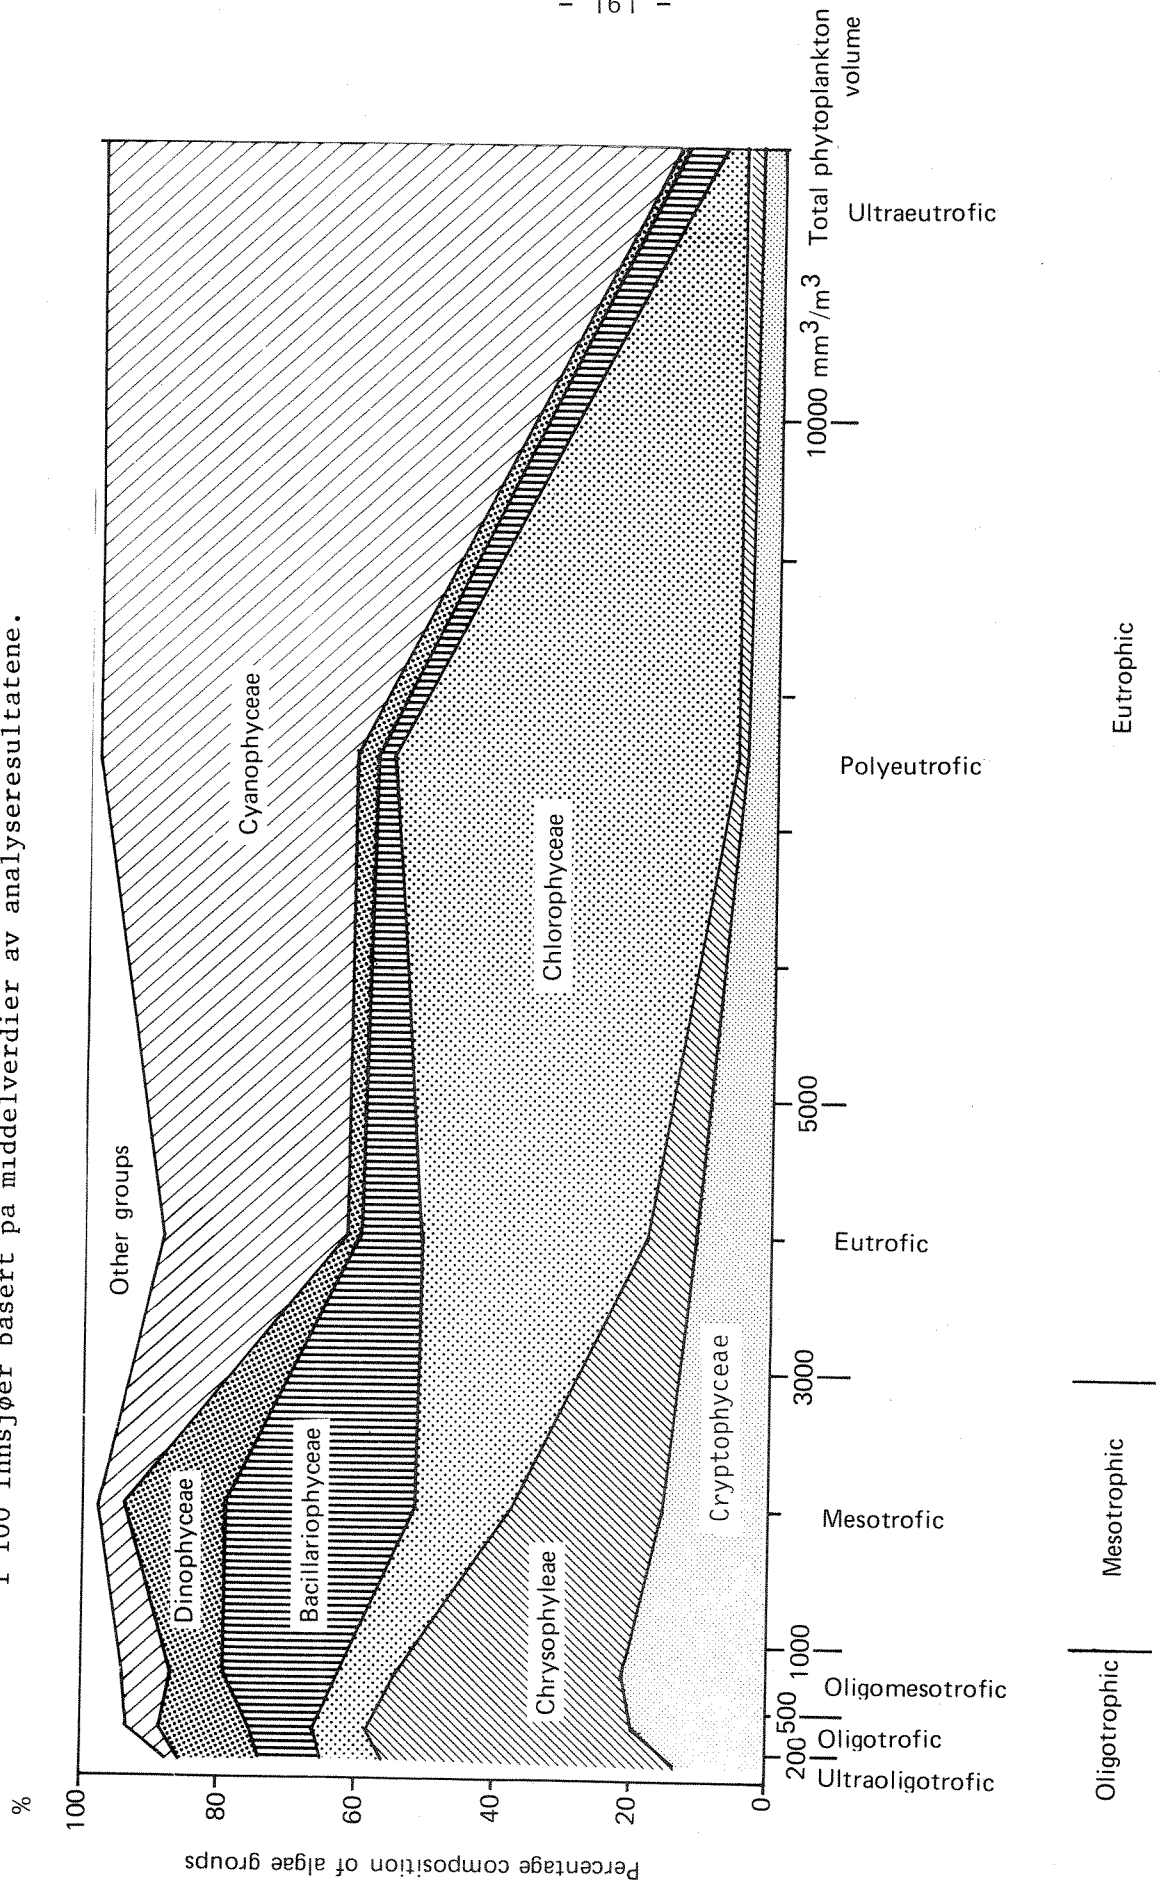 - 191 -
i 100 innsjøer basert på middelverdier av analyseresultatene.
%
100
80
60
40
20
0
Percentage composition of algae groups
Other groups
Cyanophyceae
Dinophyceae
Bacillariophyceae
Chlorophyceae
Chrysophyleae
Cryptophyceae
200 500 1000 3000 5000 10000 mm³/m³ Total phytoplankton
volume
Ultraoligotrofic
Oligotrofic
Oligomesotrofic
Mesotrofic
Eutrofic
Polyeutrofic
Ultraeutrofic
Oligotrophic Mesotrophic Eutrophic